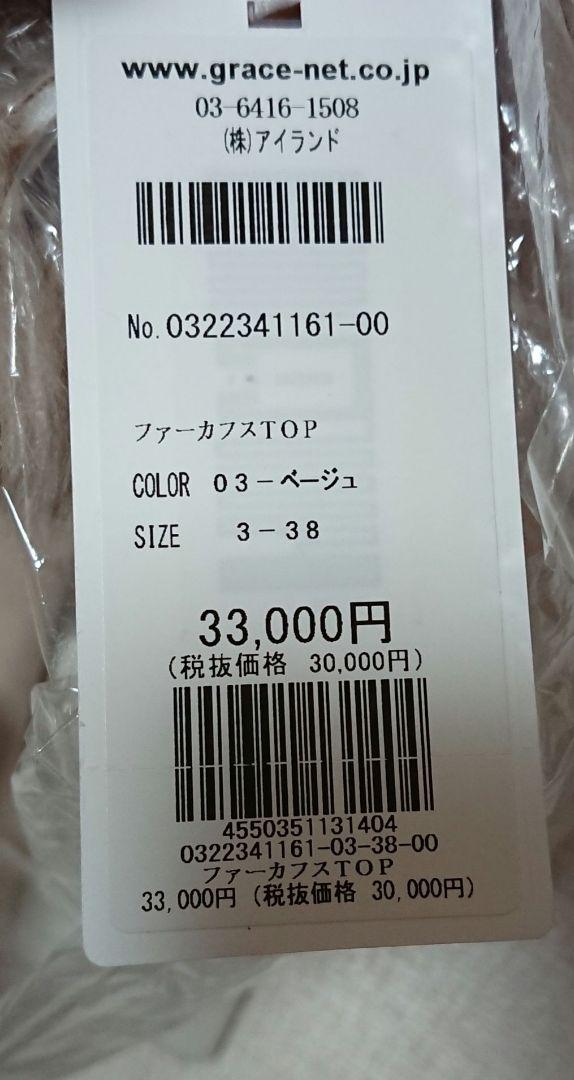 www.grace-net.co.jp
03-6416-1508
(株)アイランド
No. 0322341161-00
ファーカフスTOP
COLOR 03-ベージュ
SIZE 3-38
33,000円
(税抜価格 30,000円)
4550351131404
0322341161-03-38-00
ファーカフスTOP
33,000円 (税抜価格 30,000円)